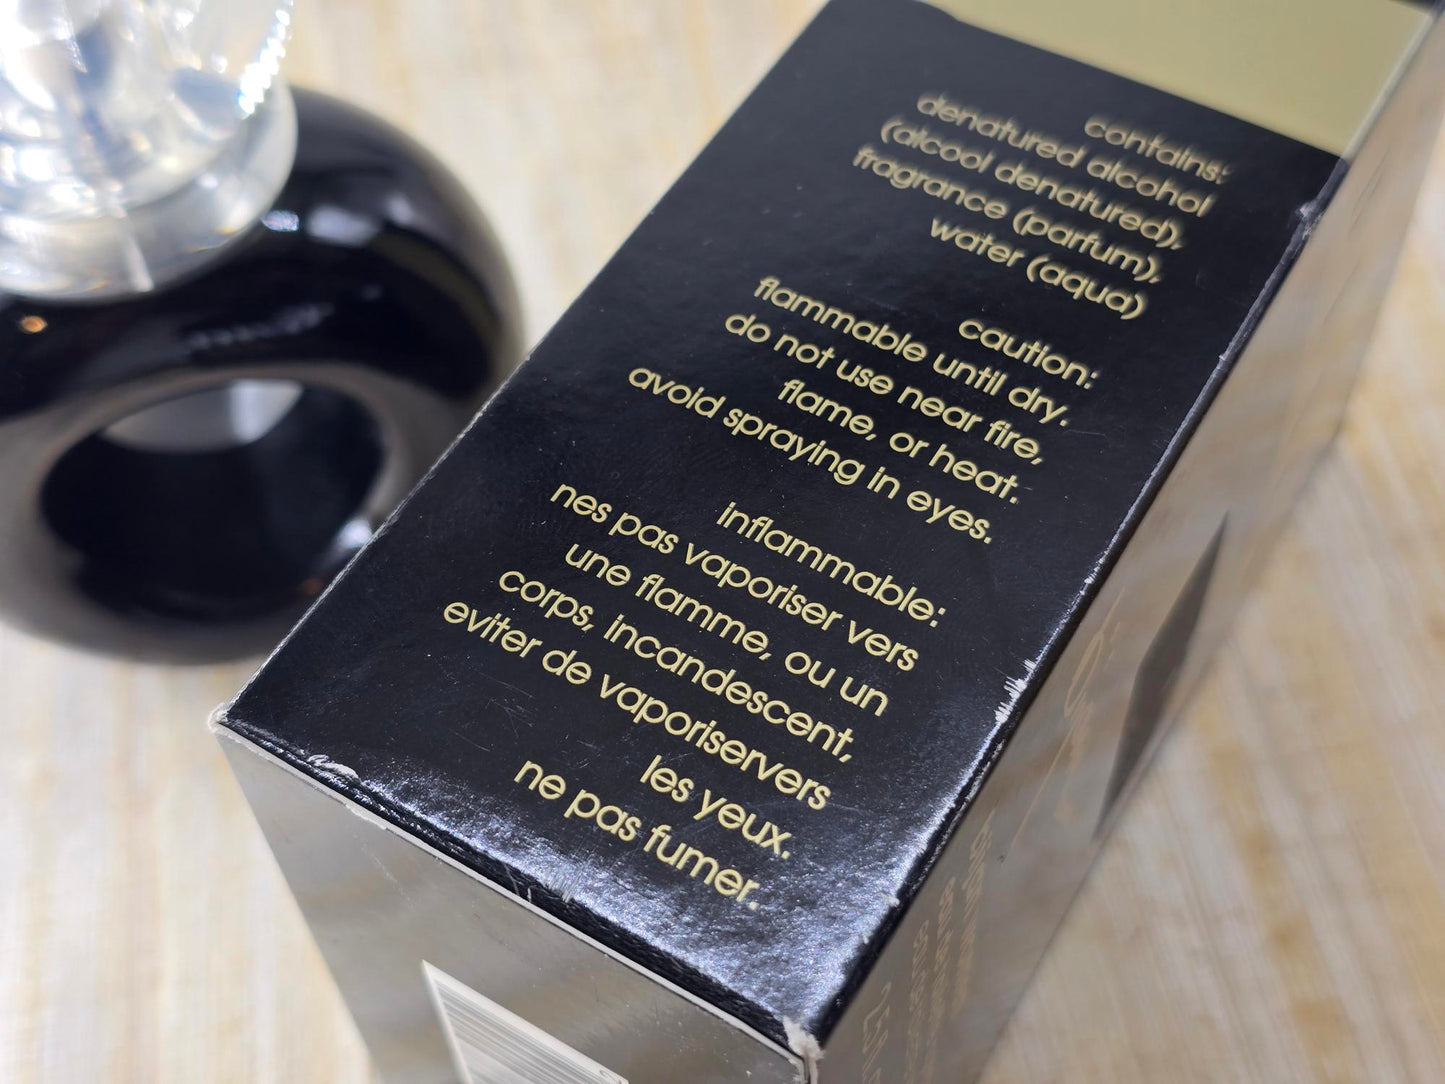 contains:
denatured alcohol
(alcool denatured),
fragrance (parfum),
water (aqua)
caution:
flammable until dry.
do not use near fire,
flame, or heat.
avoid spraying in eyes.
inflammable:
nes pas vaporiser vers
une flamme, ou un
corps, incandescent,
eviter de vaporiservers
les yeux.
ne pas fumer.